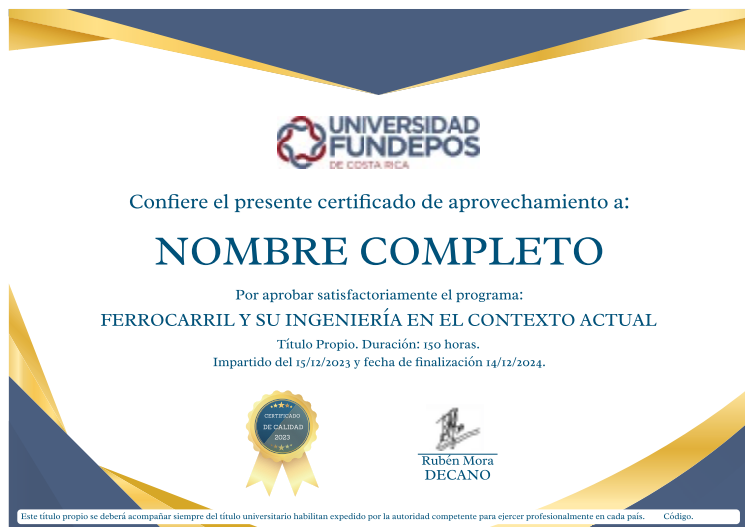 UNIVERSIDAD
FUNDEPOS
DE COSTA RICA
Confiere el presente certificado de aprovechamiento a:
NOMBRE COMPLETO
Por aprobar satisfactoriamente el programa:
FERROCARRIL Y SU INGENIERÍA EN EL CONTEXTO ACTUAL
Título Propio. Duración: 150 horas.
Impartido del 15/12/2023 y fecha de finalización 14/12/2024.
CERTIFICADO
DE CALIDAD
2023
Rubén Mora
DECANO
Este título propio se deberá acompañar siempre del título universitario habilitan expedido por la autoridad competente para ejercer profesionalmente en cada país. Código.